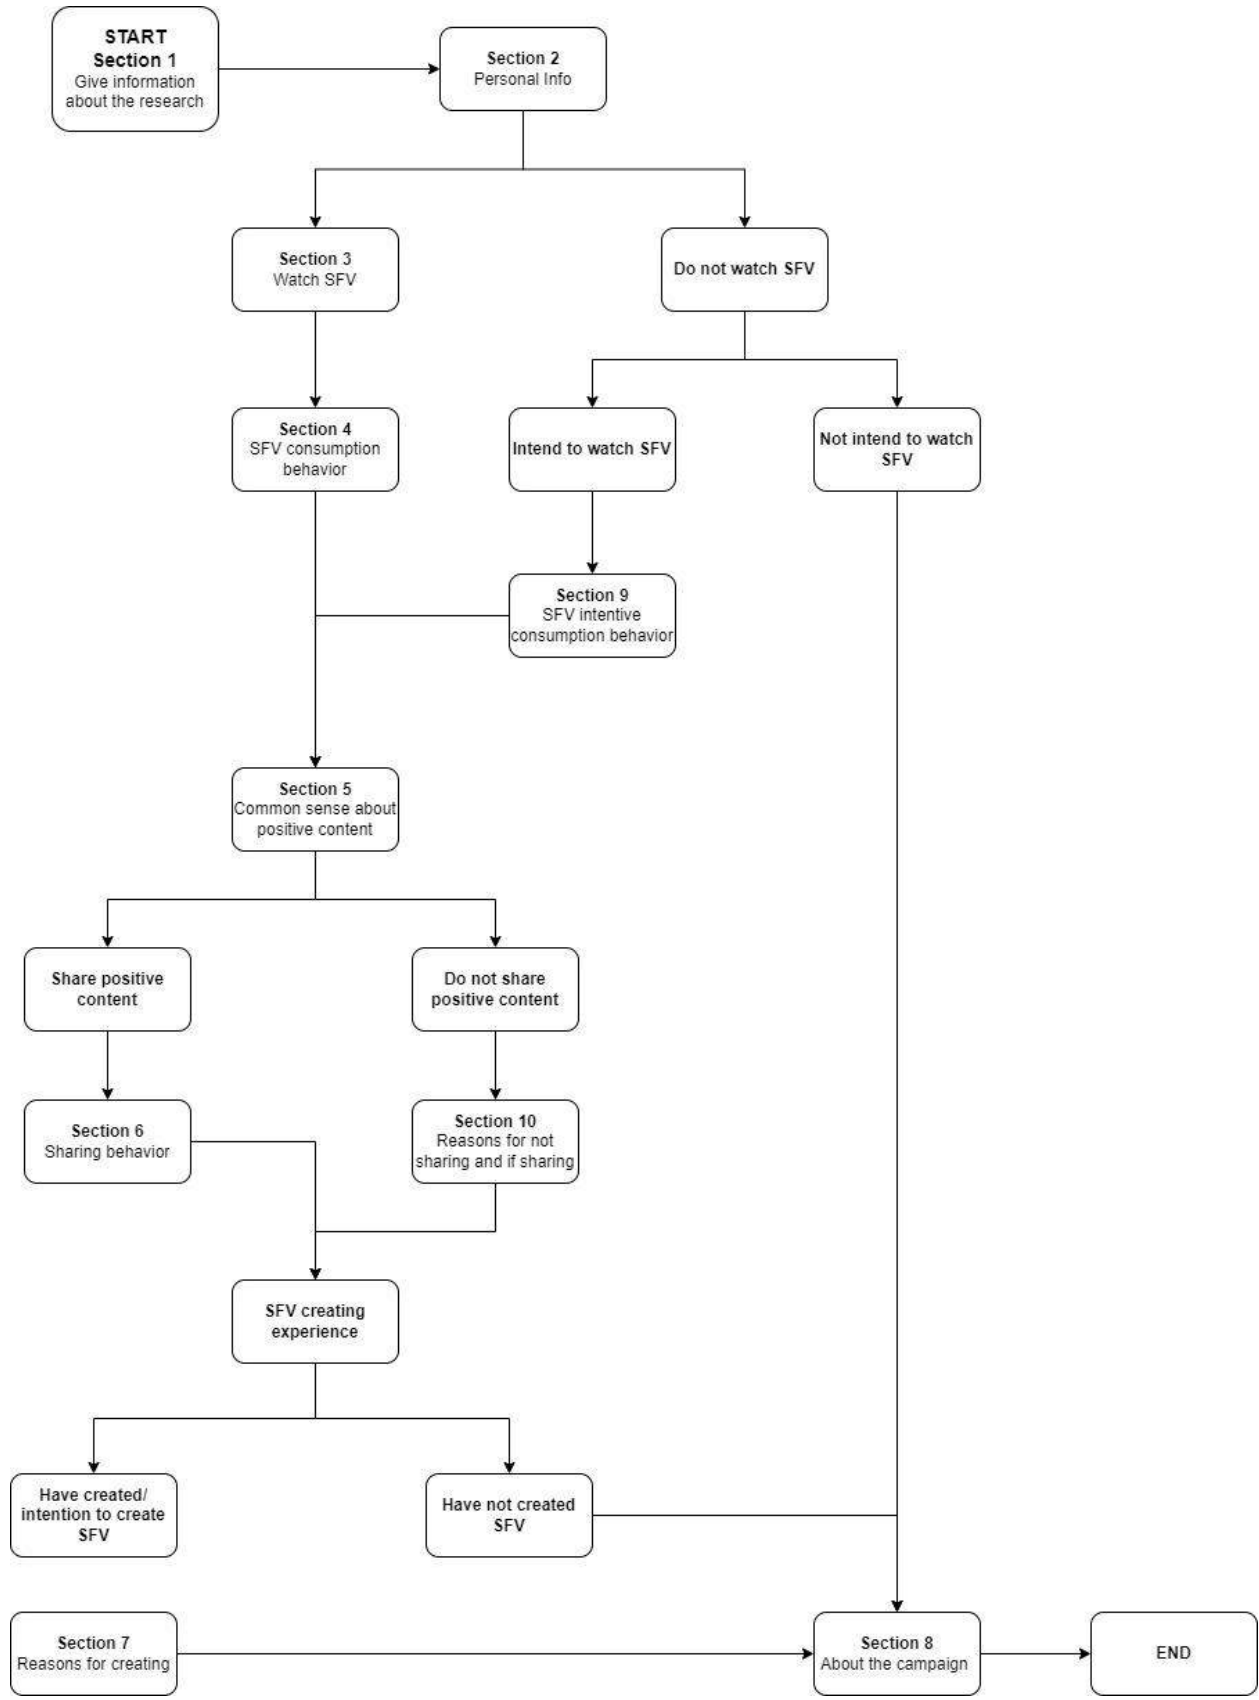 START
Section 1
Give information
about the research
Section 2
Personal Info
Section 3
Watch SFV
Do not watch SFV
Section 4
SFV consumption
behavior
Intend to watch SFV
Not intend to watch
SFV
Section 9
SFV intentive
consumption behavior
Section 5
Common sense about
positive content
Share positive
content
Do not share
positive content
Section 6
Sharing behavior
Section 10
Reasons for not
sharing and if sharing
SFV creating
experience
Have created/
intention to create
SFV
Have not created
SFV
Section 7
Reasons for creating
Section 8
About the campaign
END